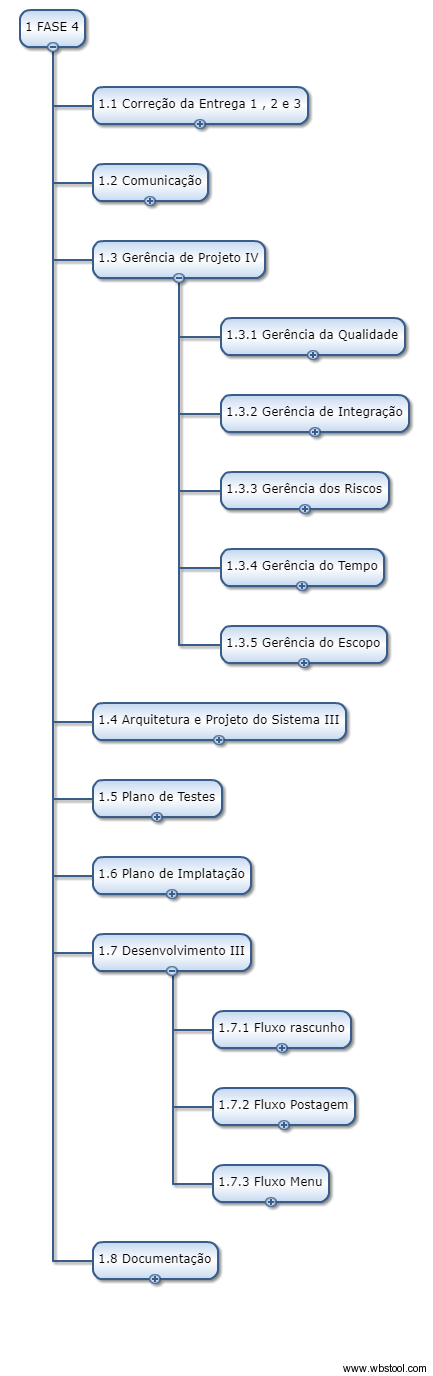 1 FASE 4
1.1 Correção da Entrega 1 , 2 e 3
1.2 Comunicação
1.3 Gerência de Projeto IV
1.3.1 Gerência da Qualidade
1.3.2 Gerência de Integração
1.3.3 Gerência dos Riscos
1.3.4 Gerência do Tempo
1.3.5 Gerência do Escopo
1.4 Arquitetura e Projeto do Sistema III
1.5 Plano de Testes
1.6 Plano de Implatação
1.7 Desenvolvimento III
1.7.1 Fluxo rascunho
1.7.2 Fluxo Postagem
1.7.3 Fluxo Menu
1.8 Documentação
www.wbstool.com